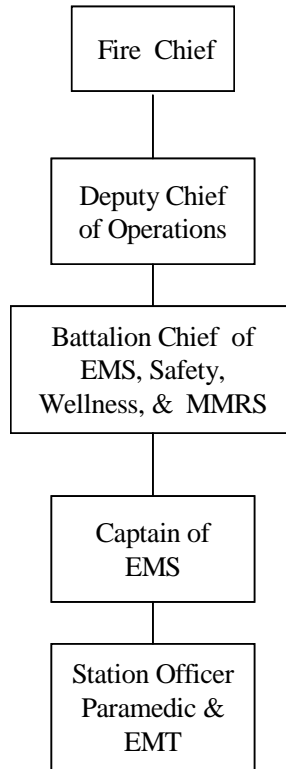 Fire Chief
Deputy Chief
of Operations
Battalion Chief of
EMS, Safety,
Wellness, & MMRS
Captain of
EMS
Station Officer
Paramedic &
EMT